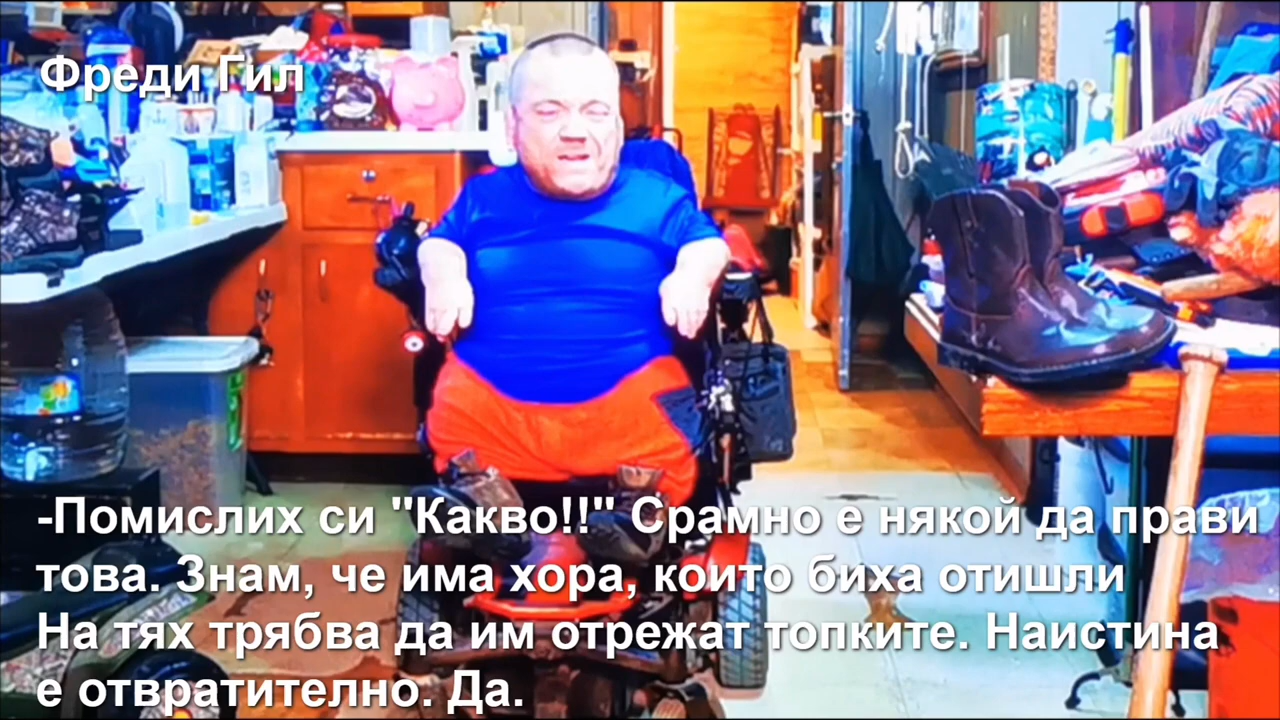 Фреди Гил
-Помислих си "Какво!!" Срамно е някой да прави
това. Знам, че има хора, които биха отишли
На тях трябва да им отрежат топките. Наистина
е отвратително. Да.